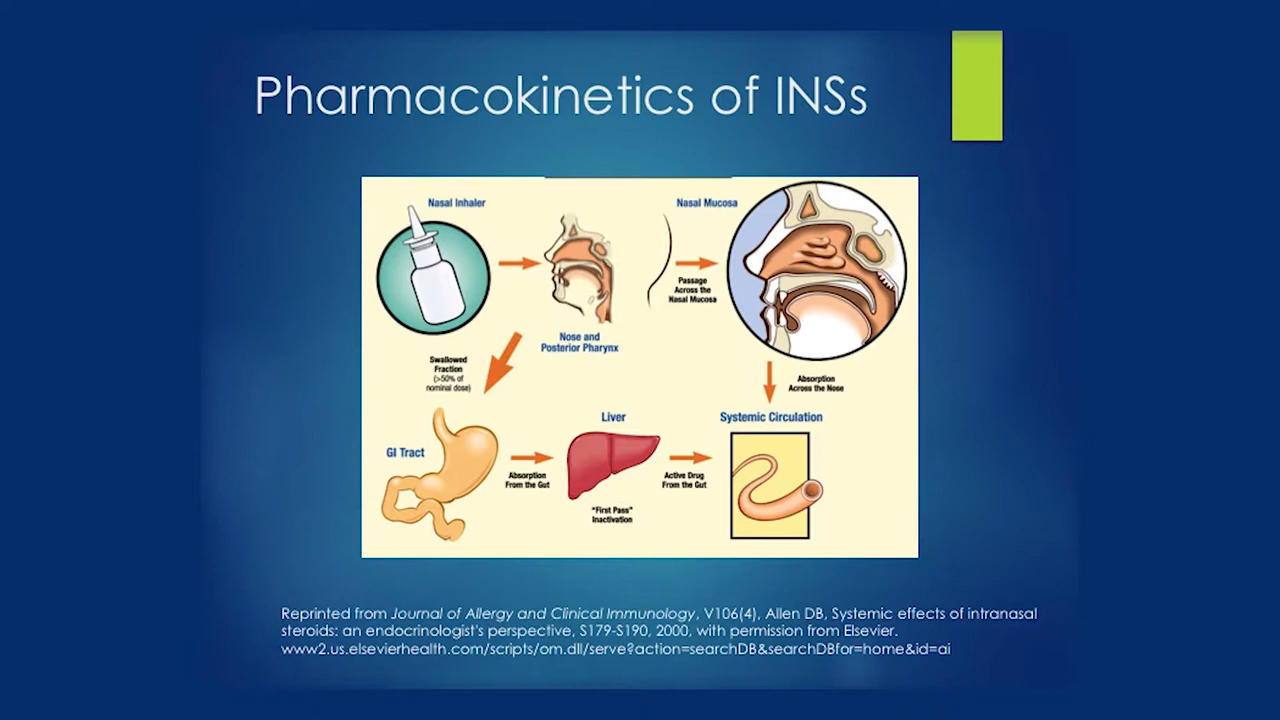 Pharmacokinetics of INSs
Nasal Inhaler
Nasal Mucosa
Passage
Across the
Nasal Mucosa
Nose and
Posterior Pharynx
Swallowed
Fraction
(>50% of
nominal dose)
Absorption
Across the Nose
GI Tract
Absorption
From the Gut
Liver
"First Pass"
Inactivation
Active Drug
From the Gut
Systemic Circulation
Reprinted from Journal of Allergy and Clinical Immunology, V106(4), Allen DB, Systemic effects of intranasal
steroids: an endocrinologist's perspective, S179-S190, 2000, with permission from Elsevier.
www2.us.elsevierhealth.com/scripts/om.dll/serve?action=searchDB&searchDBfor=home&id=ai